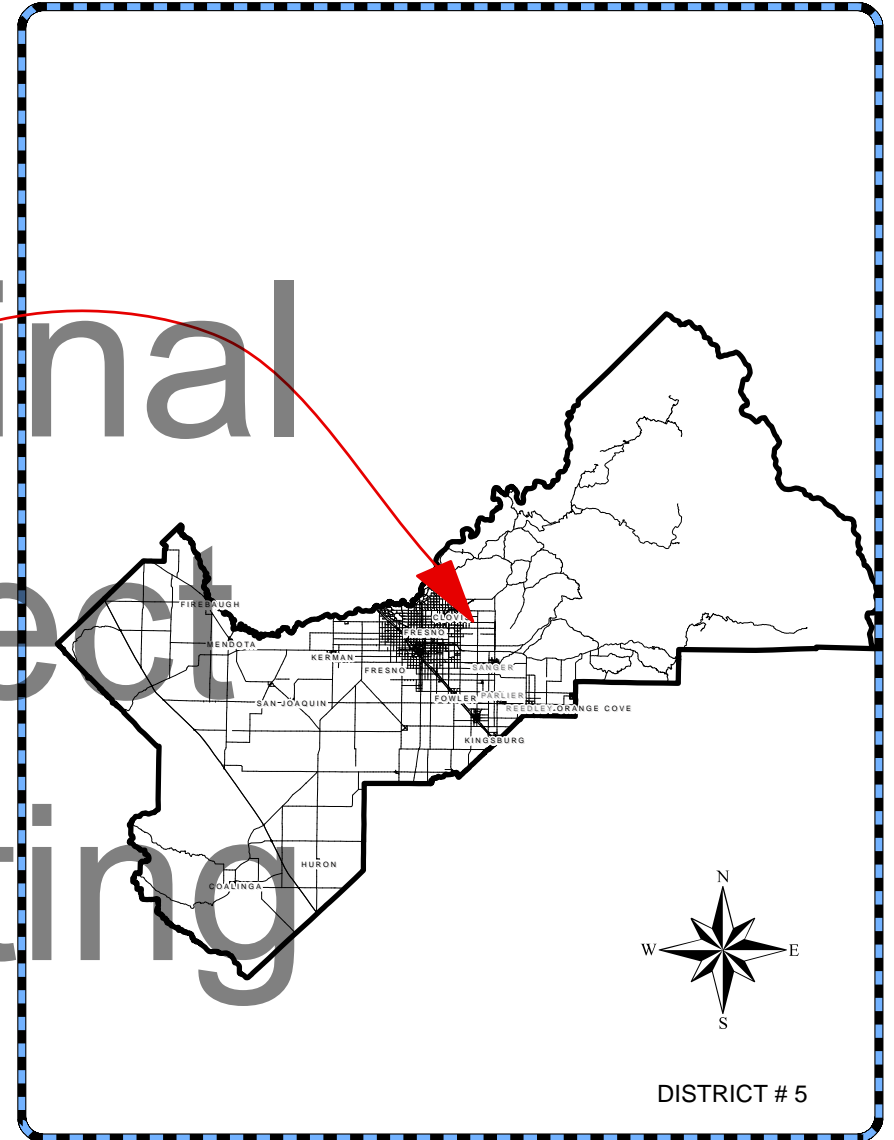 inal
ect
ting
FIREBAUGH
CLOVIS
FRESNO
MENDOTA
KERMAN
SANGER
FRESNO
PARLIER
FOWLER
SAN JOAQUIN
REEDLEY ORANGE COVE
KINGSBURG
HURON
COALINGA
N
W E
S
DISTRICT # 5